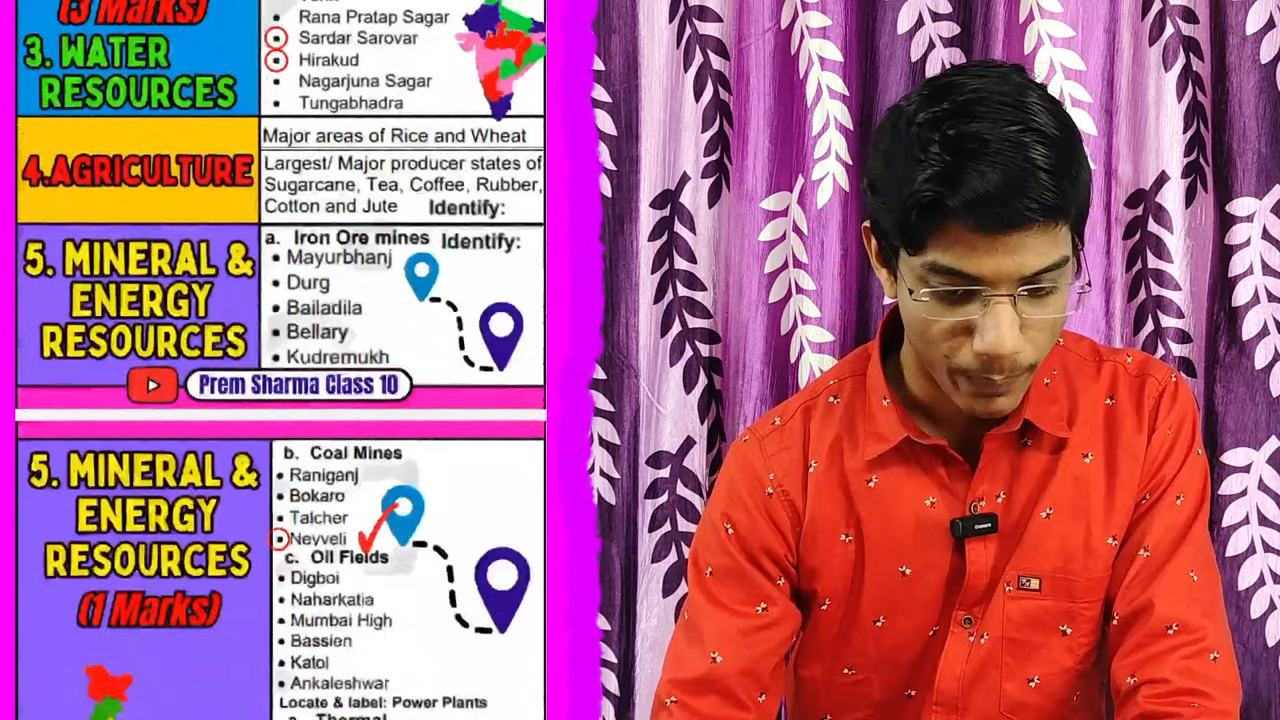 (3 Marks)
3. WATER
RESOURCES
Rana Pratap Sagar
Sardar Sarovar
Hirakud
Nagarjuna Sagar
Tungabhadra
4.AGRICULTURE
Major areas of Rice and Wheat
Largest/ Major producer states of
Sugarcane, Tea, Coffee, Rubber,
Cotton and Jute Identify:
5. MINERAL &
ENERGY
RESOURCES
a. Iron Ore mines Identify:
• Mayurbhanj
• Durg
• Bailadila
• Bellary
• Kudremukh
Prem Sharma Class 10
5. MINERAL &
ENERGY
RESOURCES
(1 Marks)
b. Coal Mines
• Raniganj
• Bokaro
• Talcher
• Neyveli
c. Oil Fields
• Digboi
• Naharkatia
• Mumbai High
• Bassien
• Katol
• Ankaleshwar
Locate & label: Power Plants
a. Thermal